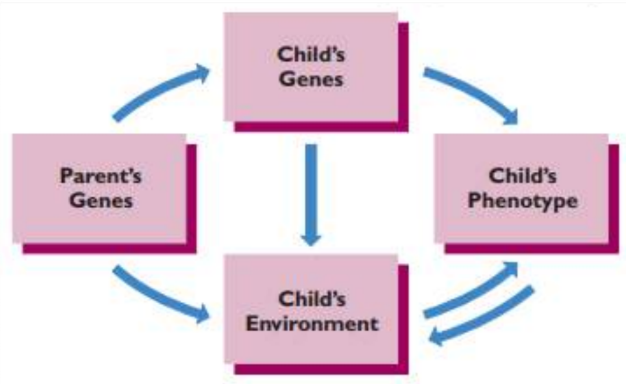 Child's
Genes
Parent's
Genes
Child's
Phenotype
Child's
Environment